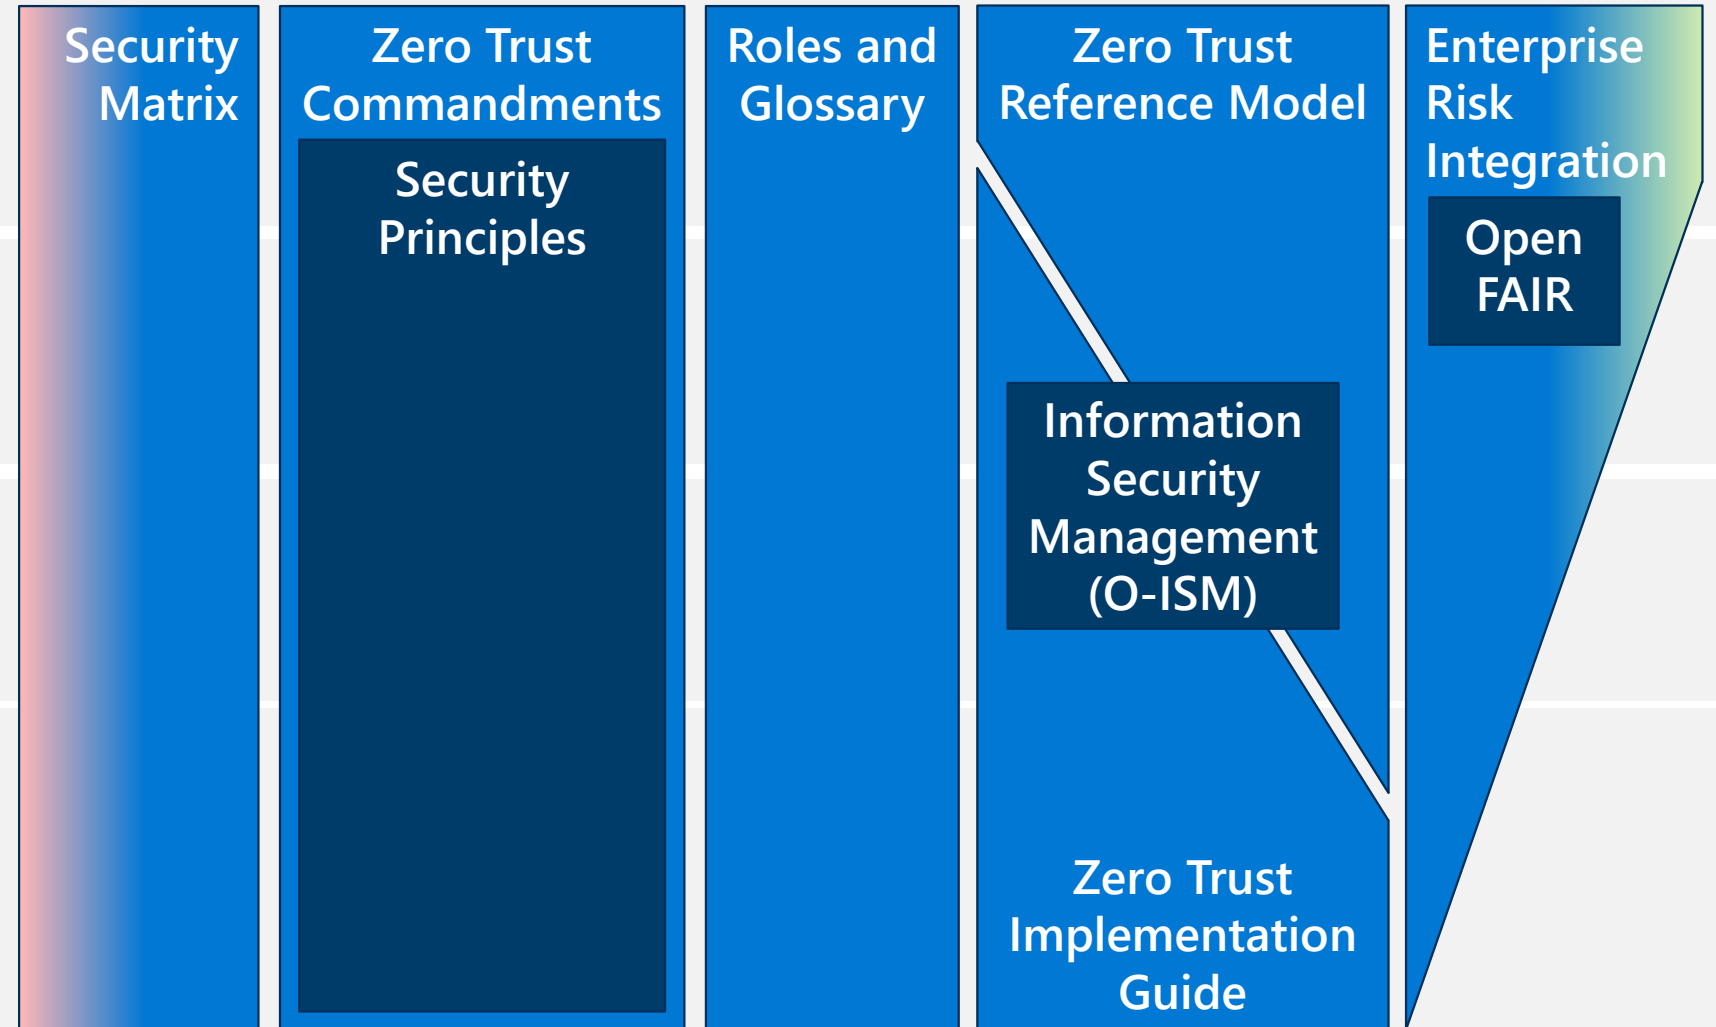 Security
Matrix
Zero Trust
Commandments
Security
Principles
Roles and
Glossary
Zero Trust
Reference Model
Information
Security
Management
(O-ISM)
Zero Trust
Implementation
Guide
Enterprise
Risk
Integration
Open
FAIR